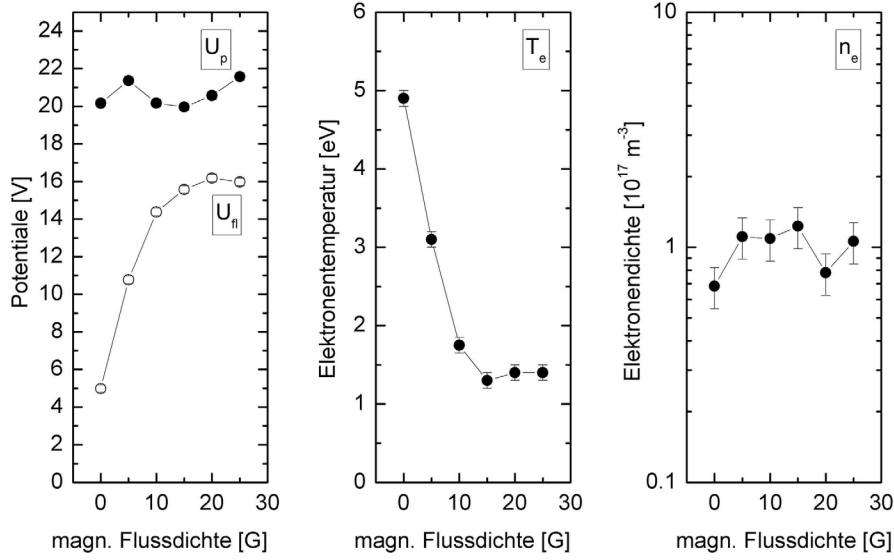 Potentiale [V]
24
22
20
18
16
14
12
10
8
6
4
2
0
U_p
U_fl
0 10 20 30
magn. Flussdichte [G]
Elektronentemperatur [eV]
6
5
4
3
2
1
0
T_e
0 10 20 30
magn. Flussdichte [G]
Elektronendichte [10^17 m^-3]
10
1
0.1
n_e
0 10 20 30
magn. Flussdichte [G]